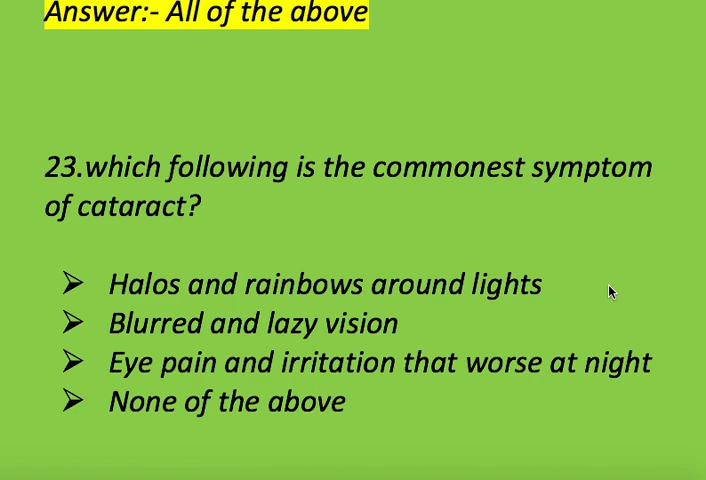 Answer:- All of the above
23.which following is the commonest symptom
of cataract?
➢ Halos and rainbows around lights
➢ Blurred and lazy vision
➢ Eye pain and irritation that worse at night
➢ None of the above